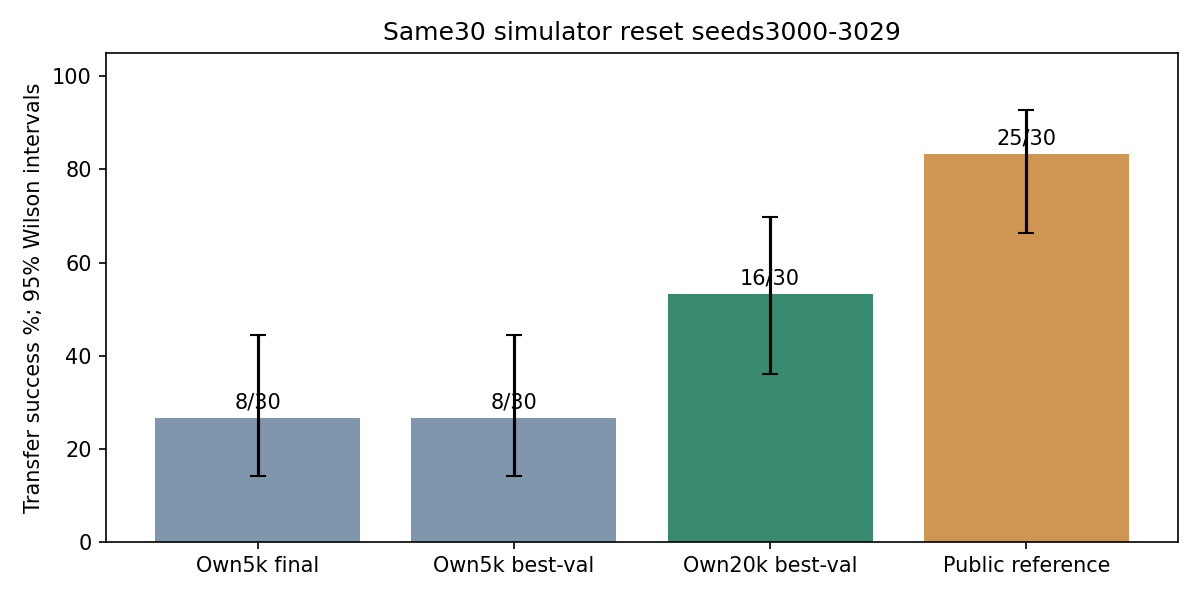 Same30 simulator reset seeds3000-3029
Transfer success %; 95% Wilson intervals
100
80
60
40
20
0
8/30
8/30
16/30
25/30
Own5k final
Own5k best-val
Own20k best-val
Public reference